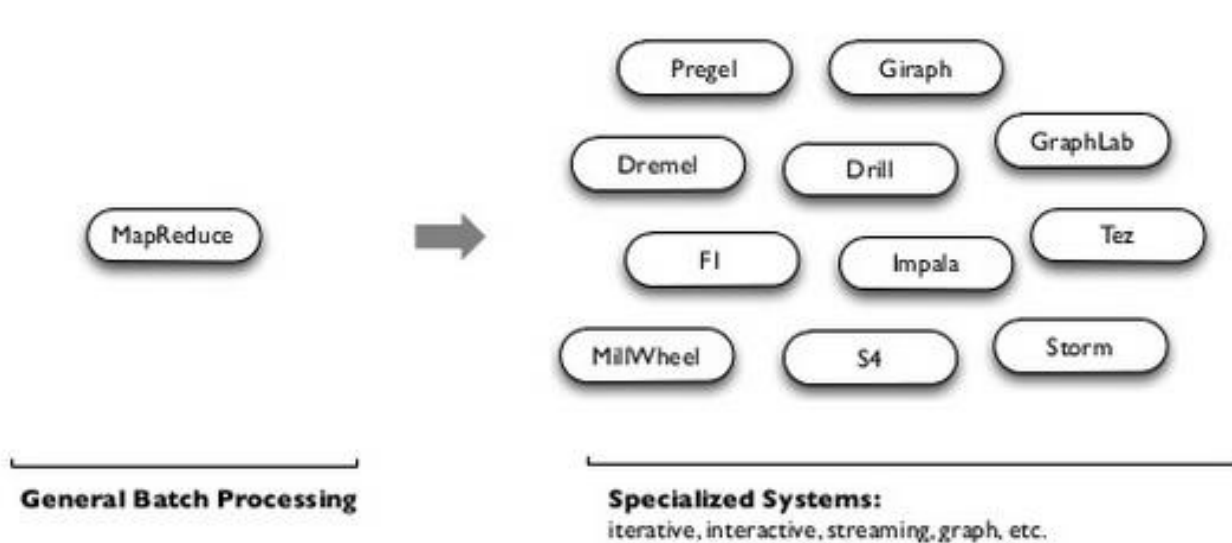 Pregel
Giraph
GraphLab
Dremel
Drill
MapReduce
Tez
F1
Impala
MillWheel
S4
Storm
General Batch Processing
Specialized Systems:
iterative, interactive, streaming, graph, etc.